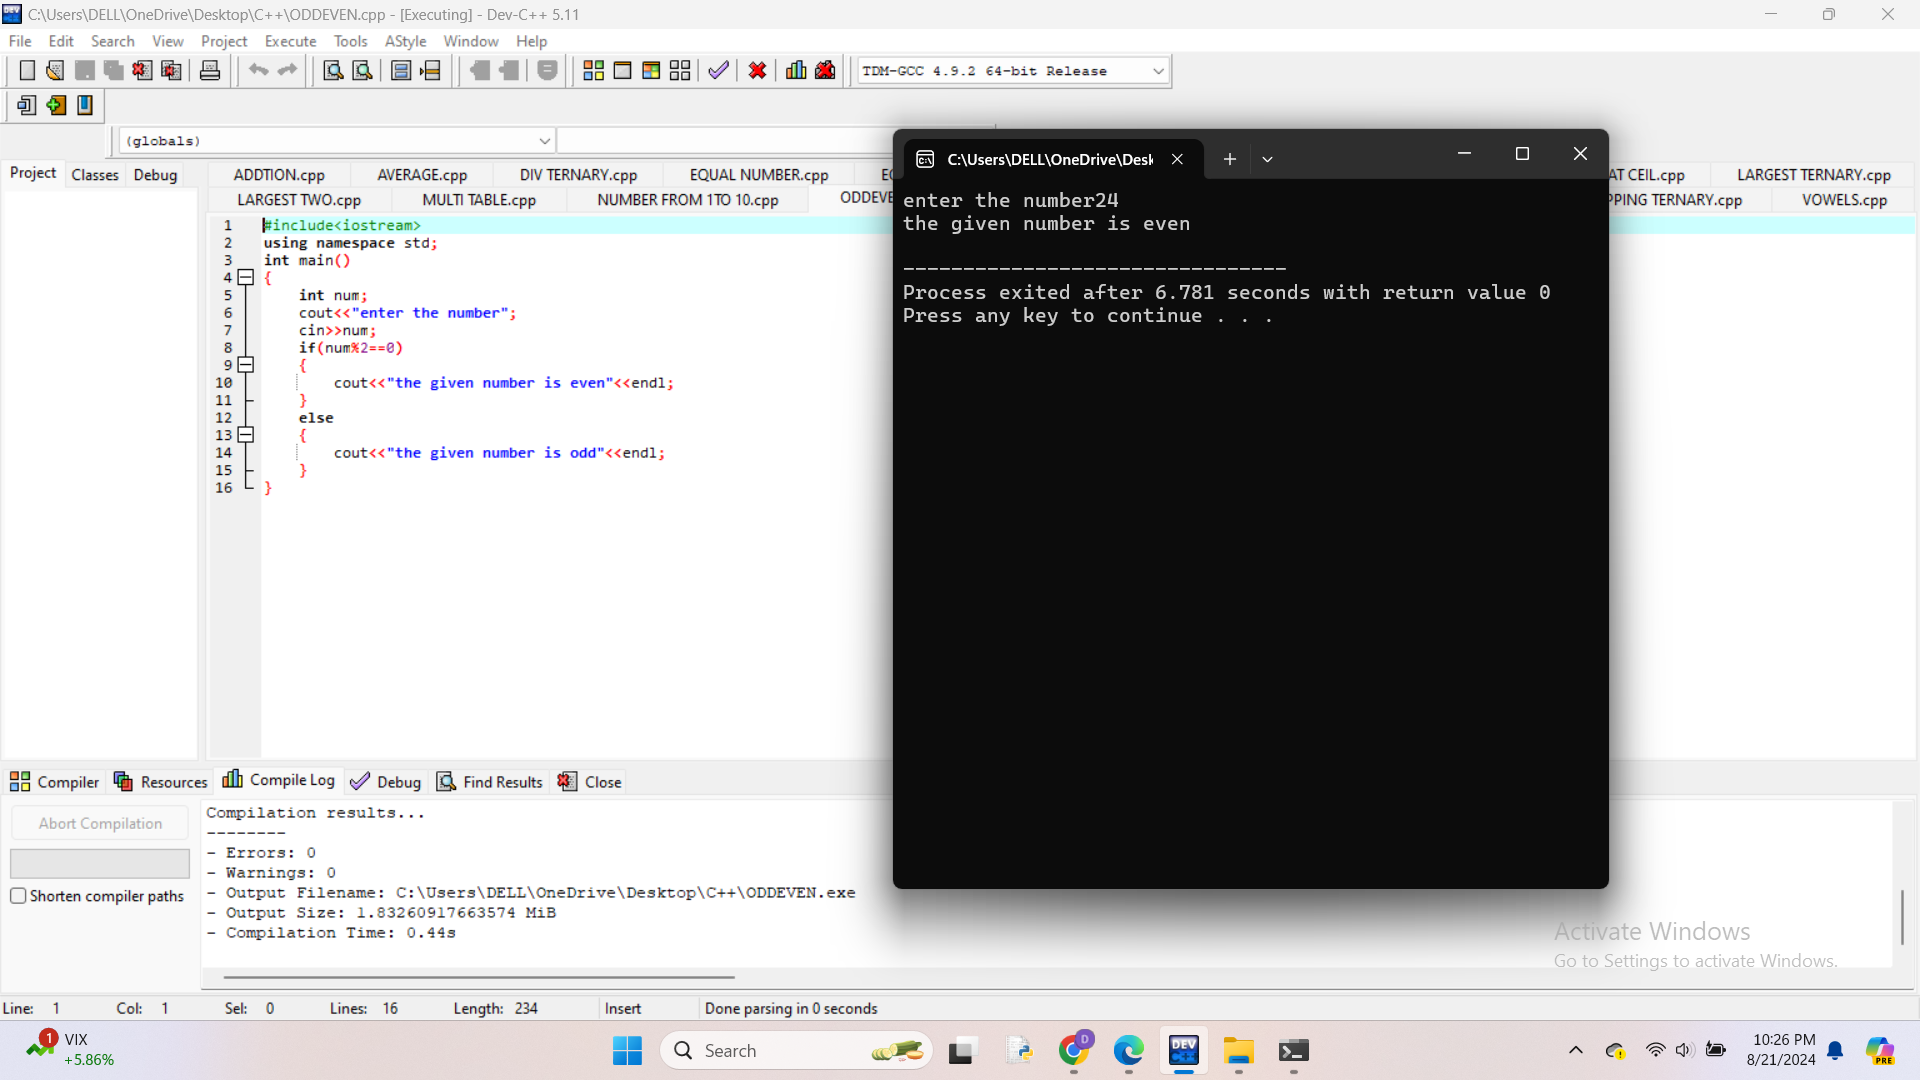 C:\Users\DELL\OneDrive\Desktop\C++\ODDEVEN.cpp - [Executing] - Dev-C++ 5.11
File Edit Search View Project Execute Tools AStyle Window Help
TDM-GCC 4.9.2 64-bit Release
(globals)
Project Classes Debug
ADDTION.cpp AVERAGE.cpp DIV TERNARY.cpp EQUAL NUMBER.cpp AT CEIL.cpp LARGEST TERNARY.cpp
LARGEST TWO.cpp MULTI TABLE.cpp NUMBER FROM 1TO 10.cpp ODDEVE PPING TERNARY.cpp VOWELS.cpp
1 #include<iostream>
2 using namespace std;
3 int main()
4 {
5 int num;
6 cout<<"enter the number";
7 cin>>num;
8 if(num%2==0)
9 {
10 cout<<"the given number is even"<<endl;
11 }
12 else
13 {
14 cout<<"the given number is odd"<<endl;
15 }
16 }
C:\Users\DELL\OneDrive\Desk
enter the number24
the given number is even
--------------------------------
Process exited after 6.781 seconds with return value 0
Press any key to continue . . .
Compiler Resources Compile Log Debug Find Results Close
Abort Compilation
Shorten compiler paths
Compilation results...
--------
- Errors: 0
- Warnings: 0
- Output Filename: C:\Users\DELL\OneDrive\Desktop\C++\ODDEVEN.exe
- Output Size: 1.83260917663574 MiB
- Compilation Time: 0.44s
Activate Windows
Go to Settings to activate Windows.
Line: 1 Col: 1 Sel: 0 Lines: 16 Length: 234 Insert Done parsing in 0 seconds
1
VIX
+5.86%
Search
D
DEV
C++
10:26 PM
8/21/2024
PRE